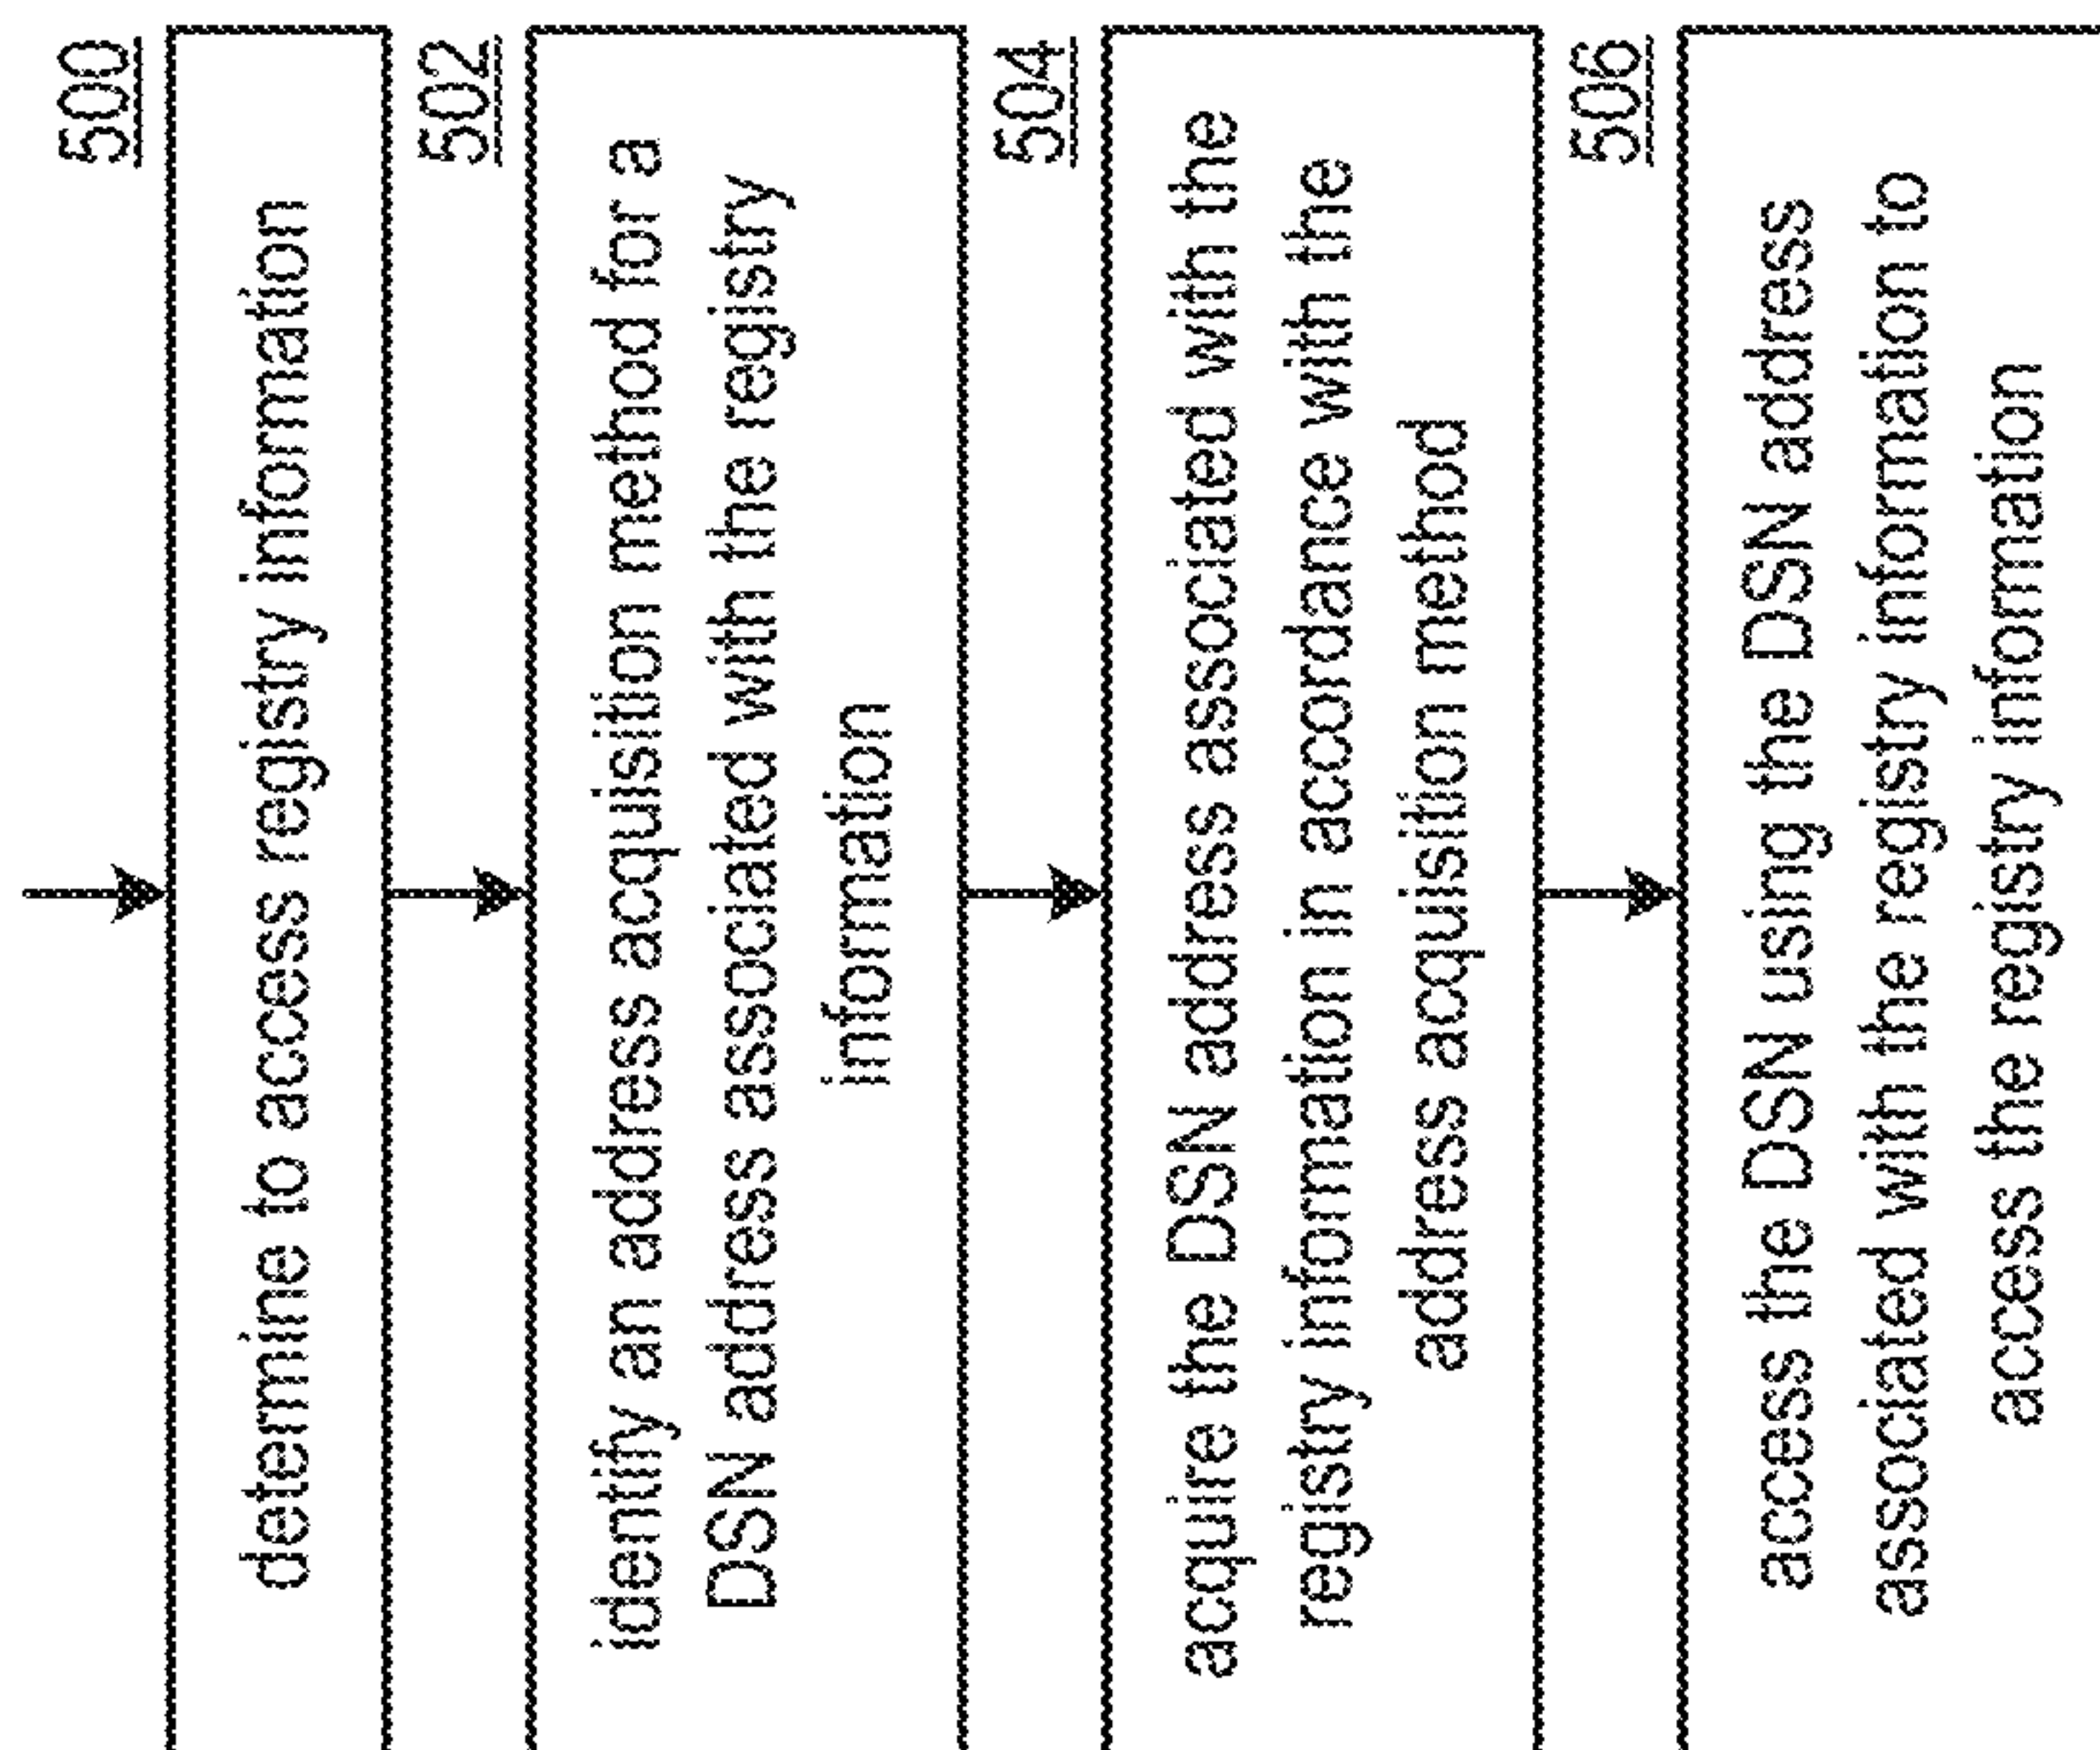 500
determine to access registry information
502
identify an address acquisition method for a
DSN address associated with the registry
information
504
acquire the DSN address associated with the
registry information in accordance with the
address acquisition method
506
access the DSN using the DSN address
associated with the registry information to
access the registry information